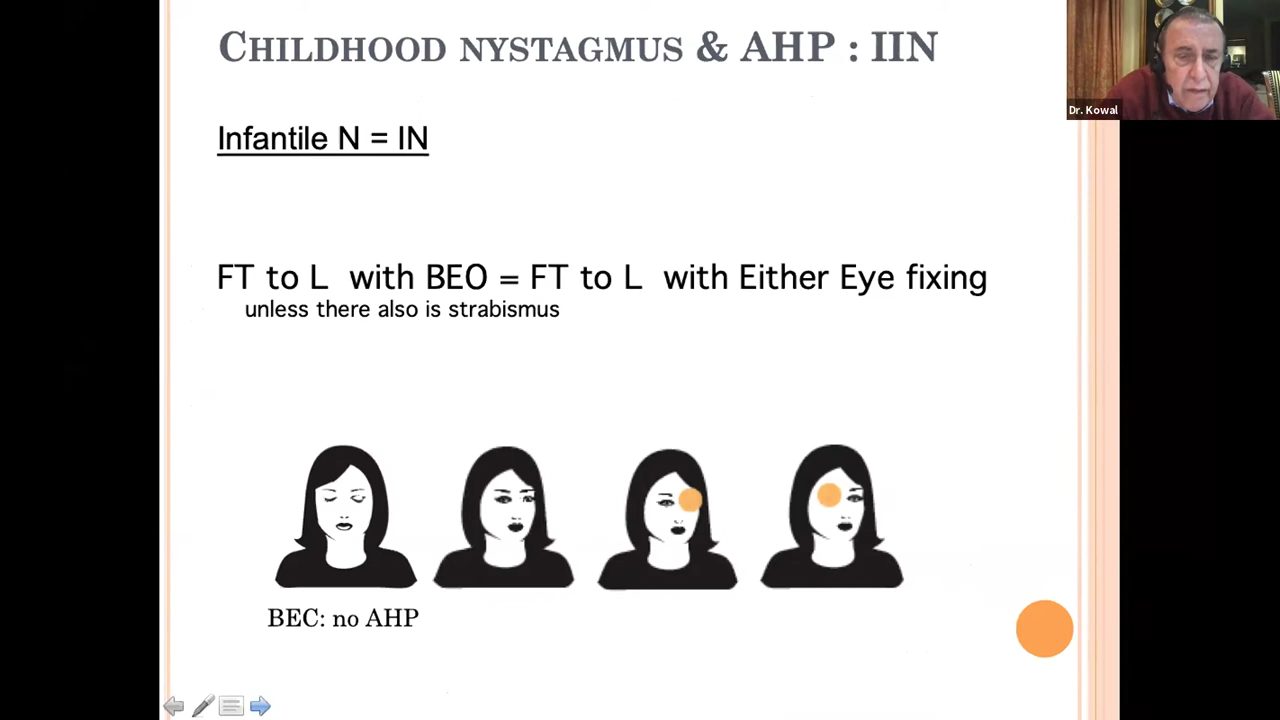 CHILDHOOD NYSTAGMUS & AHP : IIN
Dr. Kowal
Infantile N = IN
FT to L with BEO = FT to L with Either Eye fixing
unless there also is strabismus
BEC: no AHP